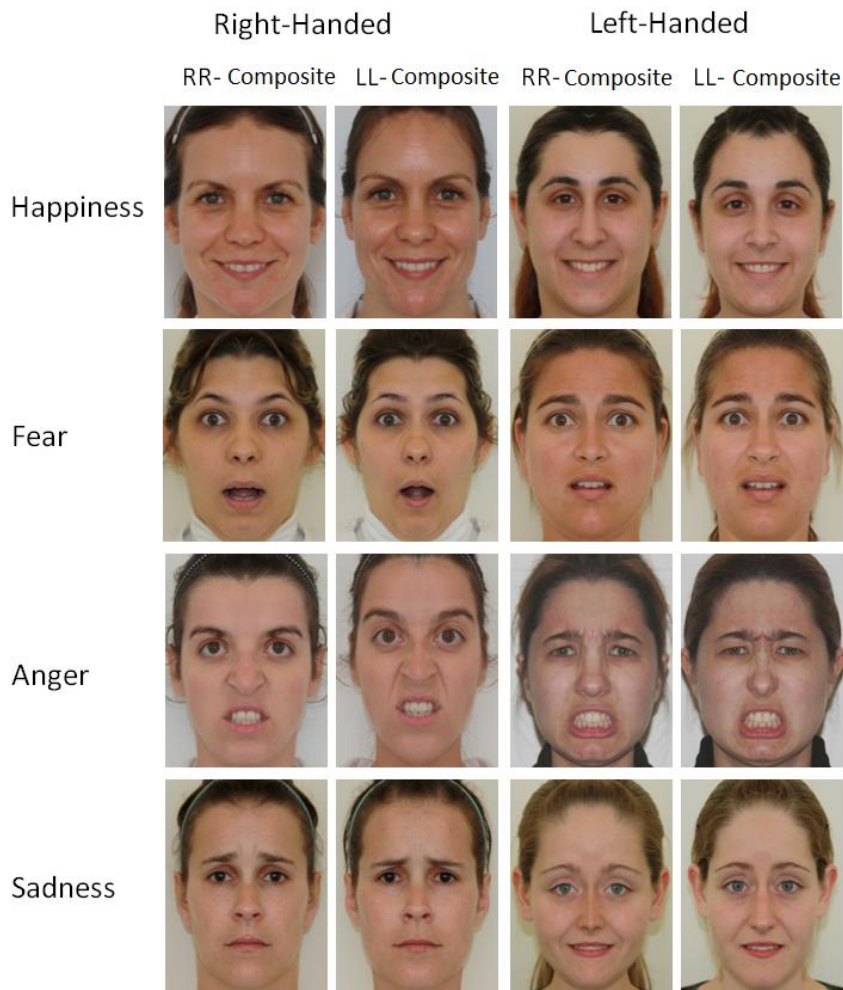 Right-Handed Left-Handed
RR- Composite LL- Composite RR- Composite LL- Composite
Happiness
Fear
Anger
Sadness